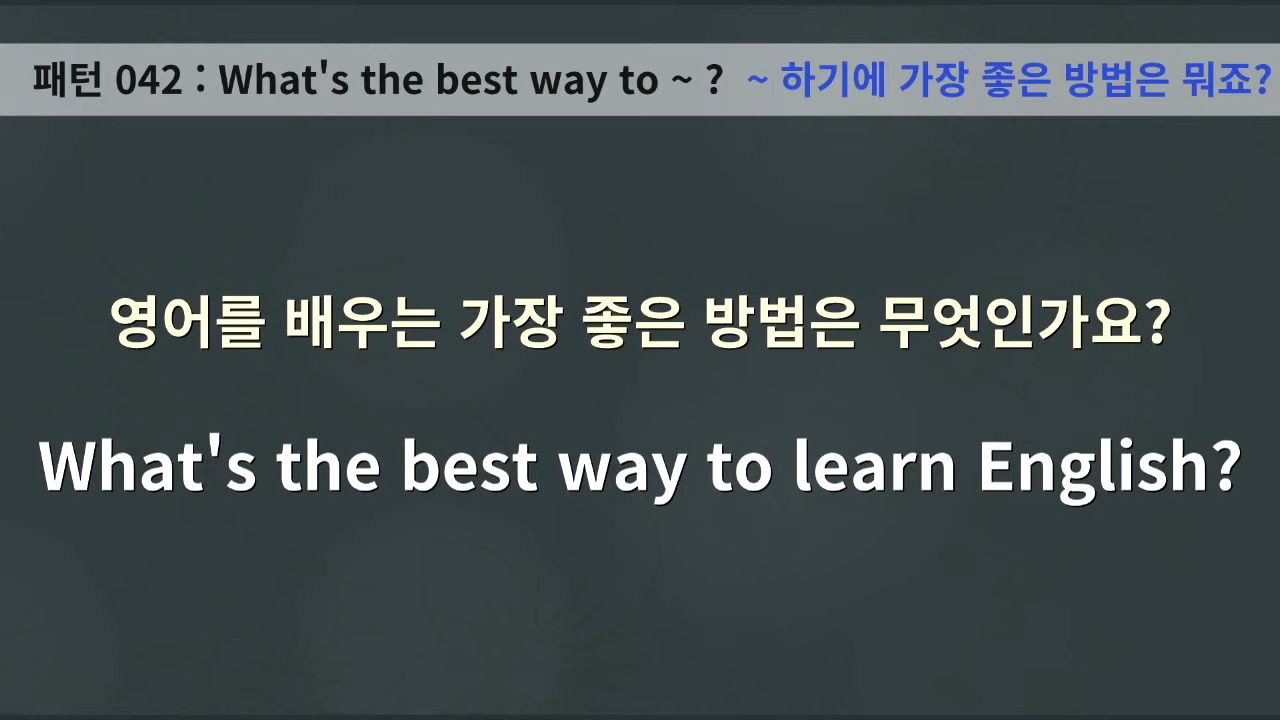 패턴 042 : What's the best way to ~ ? ~ 하기에 가장 좋은 방법은 뭐죠?
영어를 배우는 가장 좋은 방법은 무엇인가요?
What's the best way to learn English?